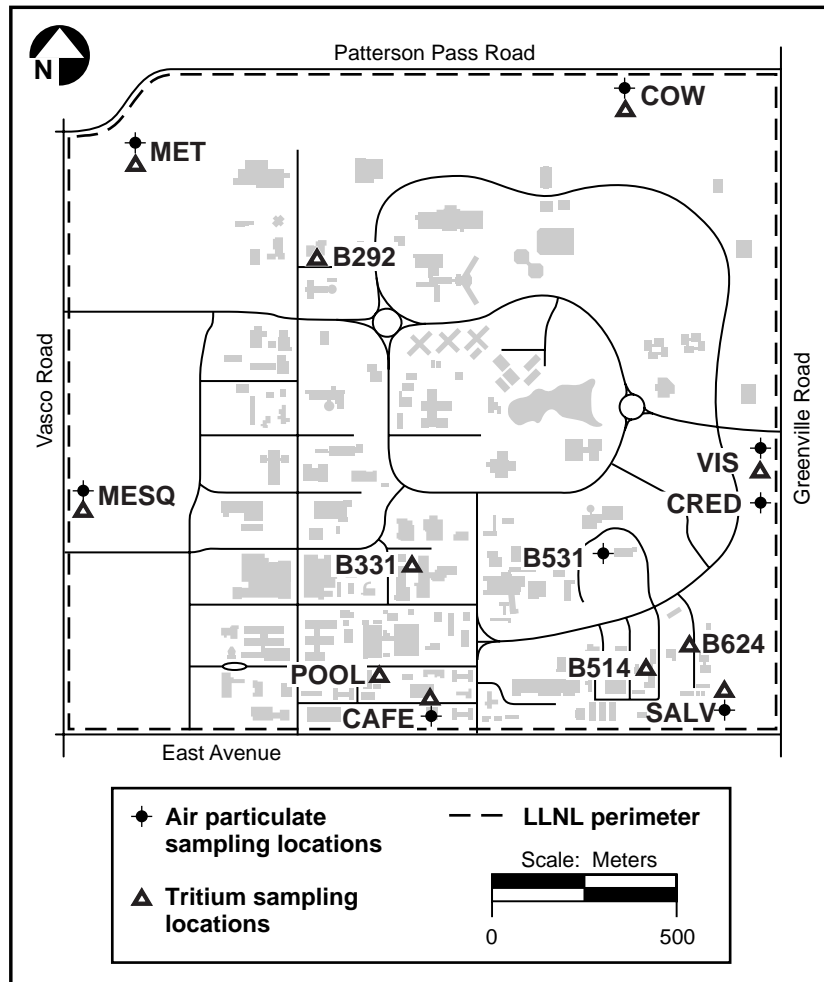 Patterson Pass Road
N
COW
MET
B292
Vasco Road
VIS
Greenville Road
MESQ
CRED
B331
B531
B624
POOL
B514
CAFE
SALV
East Avenue
Air particulate
sampling locations
Tritium sampling
locations
LLNL perimeter
Scale: Meters
0
500